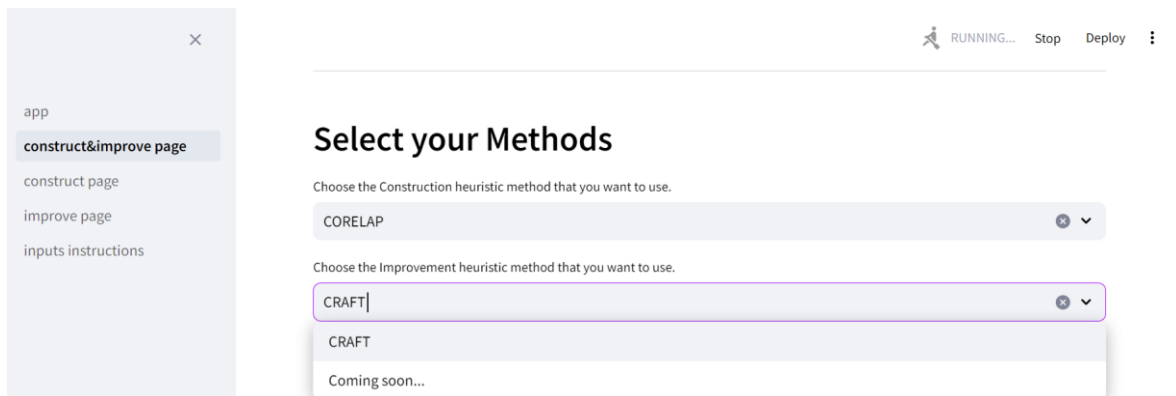 RUNNING... Stop Deploy
app
construct&improve page
construct page
improve page
inputs instructions
Select your Methods
Choose the Construction heuristic method that you want to use.
CORELAP
Choose the Improvement heuristic method that you want to use.
CRAFT
CRAFT
Coming soon...